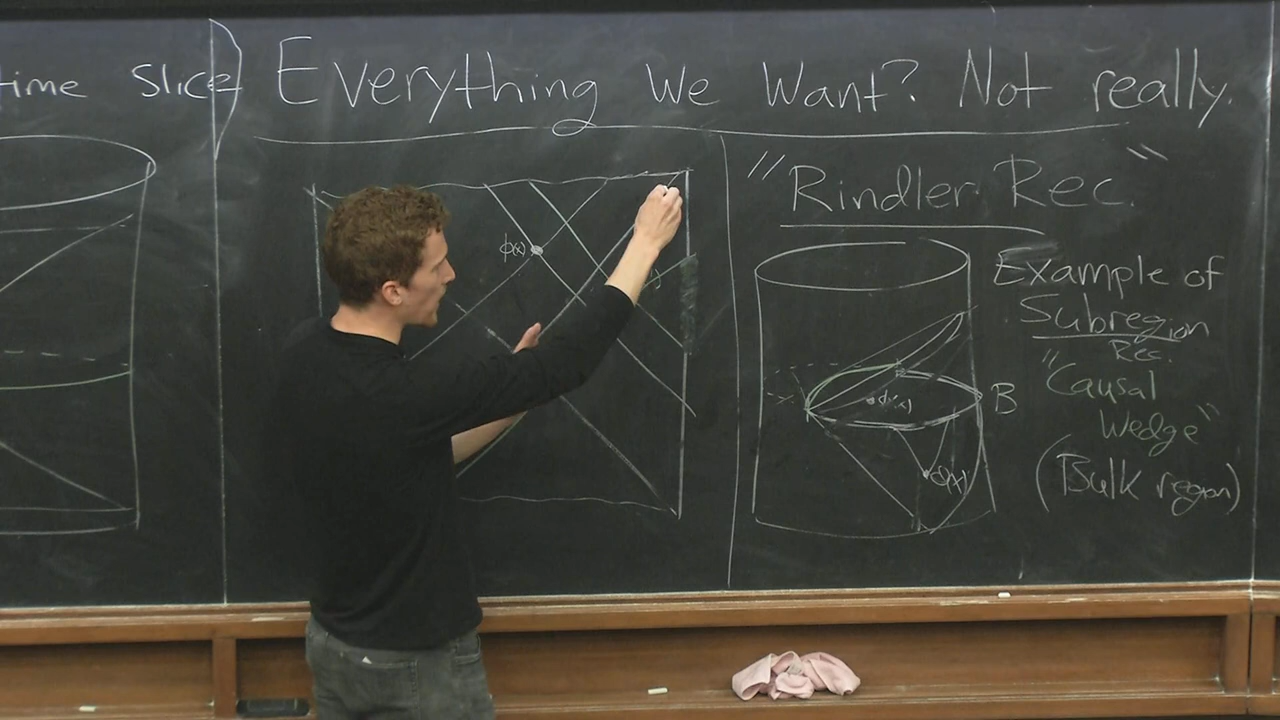 time slice) Everything We Want? Not really.
φ(x)
"Rindler Rec."
Example of
Subregion
Rec.
"Causal
Wedge"
(Bulk region)
B
φ(x)
φ(x)